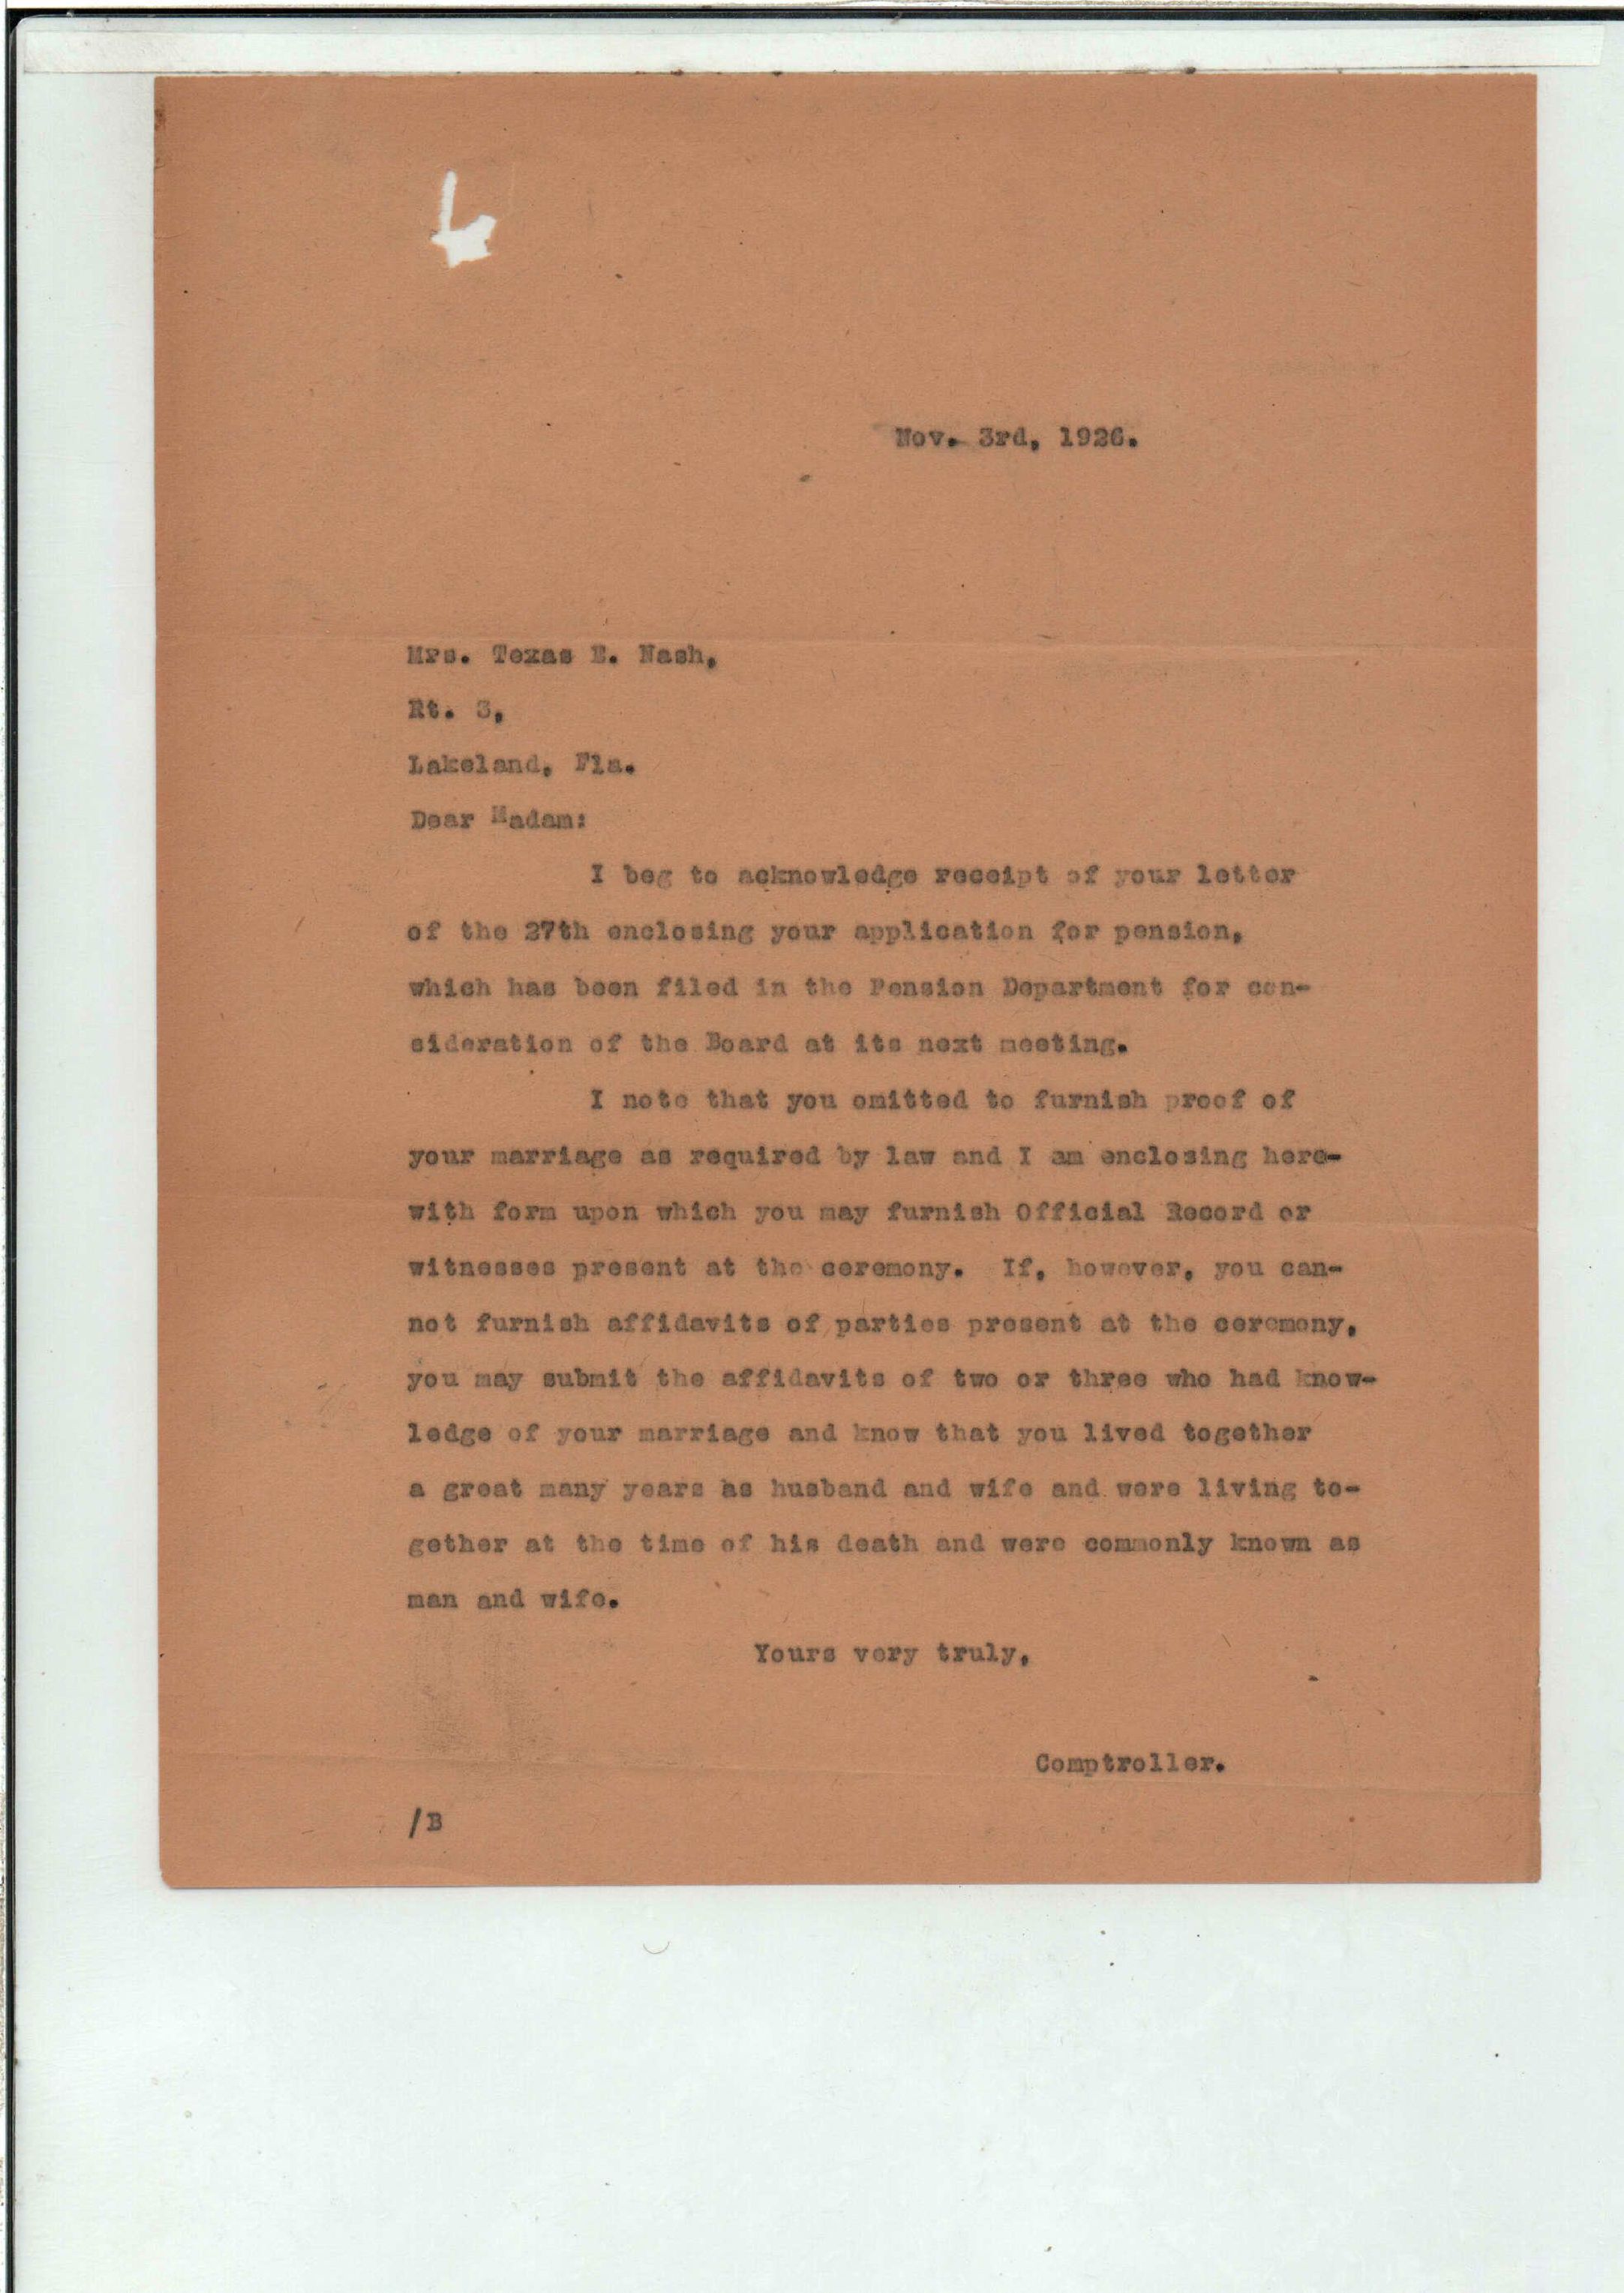 Nov. 3rd, 1926.
Mrs. Texas E. Nash,
Rt. 3,
Lakeland, Fla.
Dear Madam:
I beg to acknowledge receipt of your letter
of the 27th enclosing your application for pension,
which has been filed in the Pension Department for con-
sideration of the Board at its next meeting.
I note that you omitted to furnish proof of
your marriage as required by law and I am enclosing here-
with form upon which you may furnish Official Record or
witnesses present at the ceremony. If, however, you can-
not furnish affidavits of parties present at the ceremony,
you may submit the affidavits of two or three who had know-
ledge of your marriage and know that you lived together
a great many years as husband and wife and were living to-
gether at the time of his death and were commonly known as
man and wife.
Yours very truly,
Comptroller.
/B